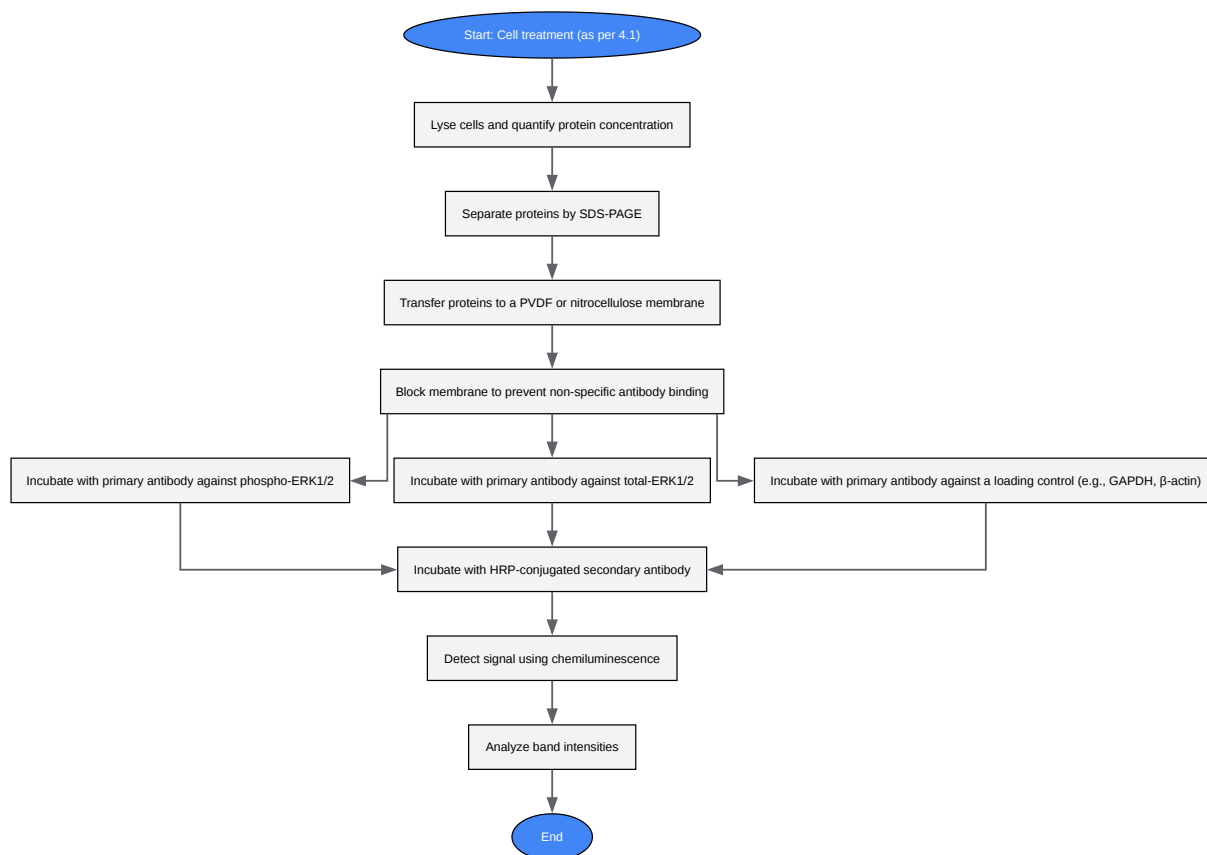 Start: Cell treatment (as per 4.1)
Lyse cells and quantify protein concentration
Separate proteins by SDS-PAGE
Transfer proteins to a PVDF or nitrocellulose membrane
Block membrane to prevent non-specific antibody binding
Incubate with primary antibody against phospho-ERK1/2
Incubate with primary antibody against total-ERK1/2
Incubate with primary antibody against a loading control (e.g., GAPDH, β-actin)
Incubate with HRP-conjugated secondary antibody
Detect signal using chemiluminescence
Analyze band intensities
End